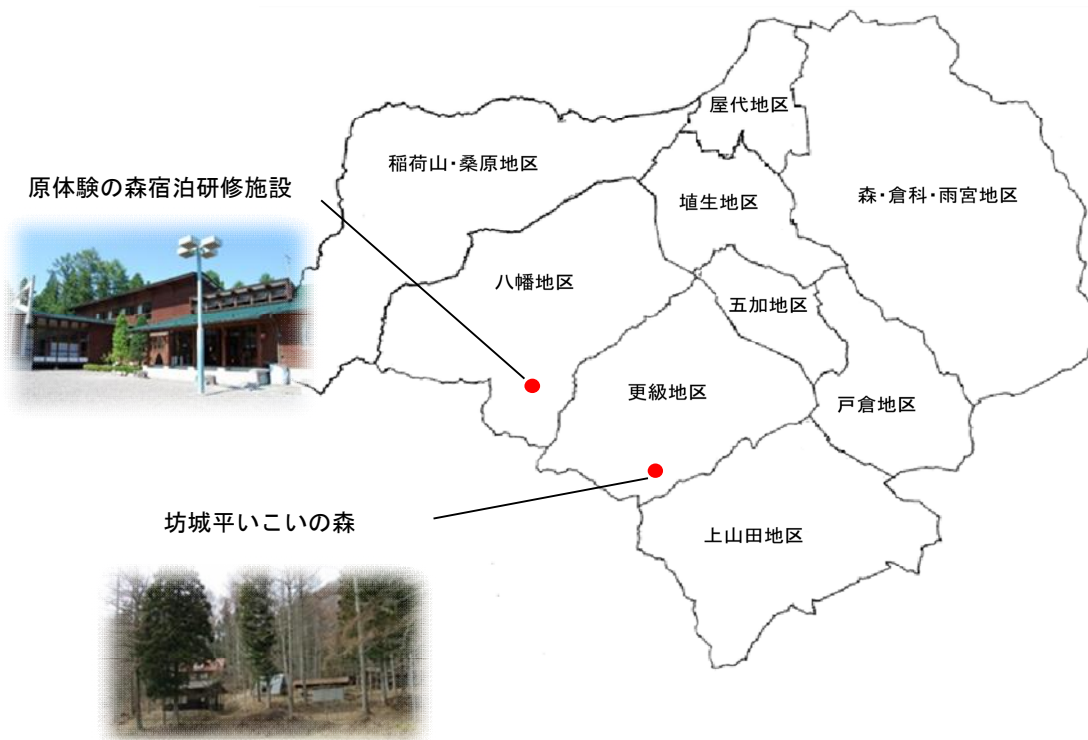 屋代地区
稲荷山・桑原地区
原体験の森宿泊研修施設
埴生地区
森・倉科・雨宮地区
八幡地区
五加地区
更級地区
戸倉地区
坊城平いこいの森
上山田地区